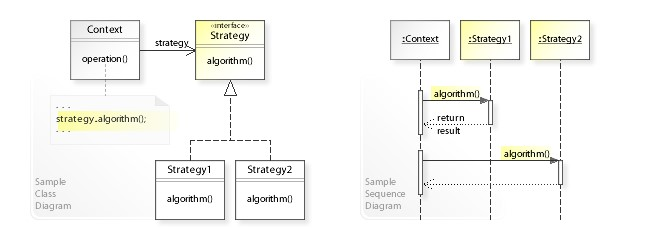 Context
operation()
strategy
«interface»
Strategy
algorithm()
- - -
strategy.algorithm();
- - -
Strategy1
algorithm()
Strategy2
algorithm()
Sample
Class
Diagram
:Context
:Strategy1
:Strategy2
algorithm()
return
result
algorithm()
Sample
Sequence
Diagram